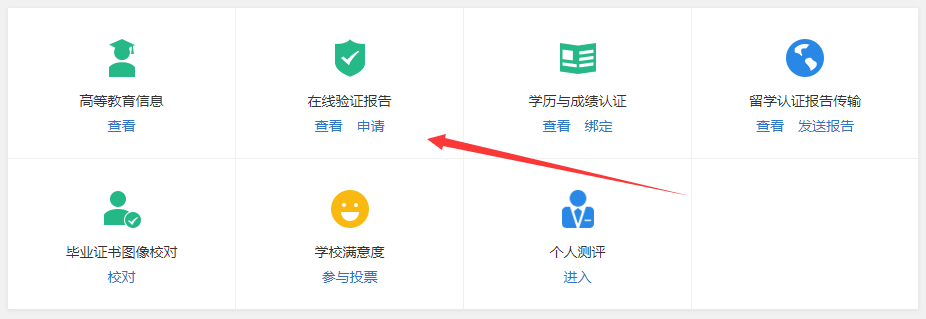 高等教育信息
查看
在线验证报告
查看 申请
学历与成绩认证
查看 绑定
留学认证报告传输
查看 发送报告
毕业证书图像校对
校对
学校满意度
参与投票
个人测评
进入